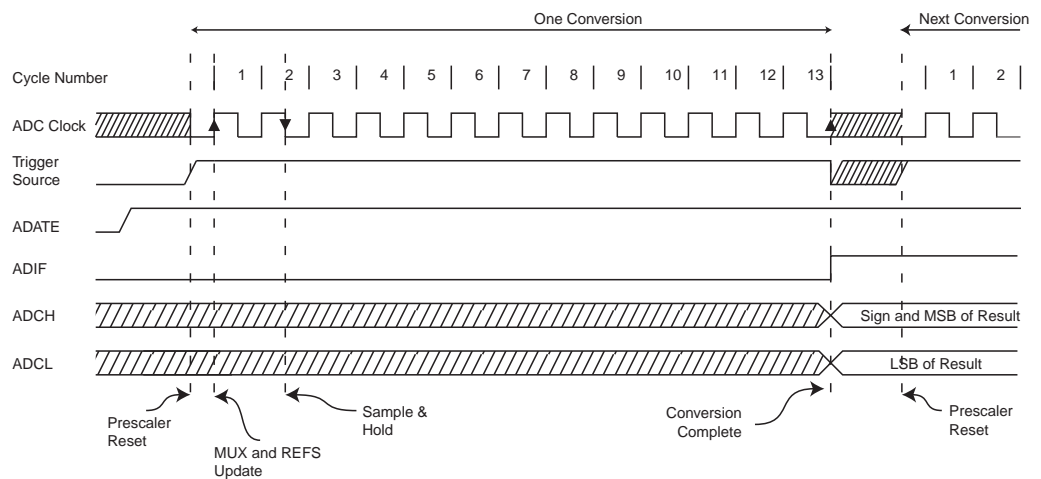 One Conversion
Next Conversion
Cycle Number
1 2 3 4 5 6 7 8 9 10 11 12 13 1 2
ADC Clock
Trigger
Source
ADATE
ADIF
ADCH
Sign and MSB of Result
ADCL
LSB of Result
Prescaler
Reset
MUX and REFS
Update
Sample &
Hold
Conversion
Complete
Prescaler
Reset